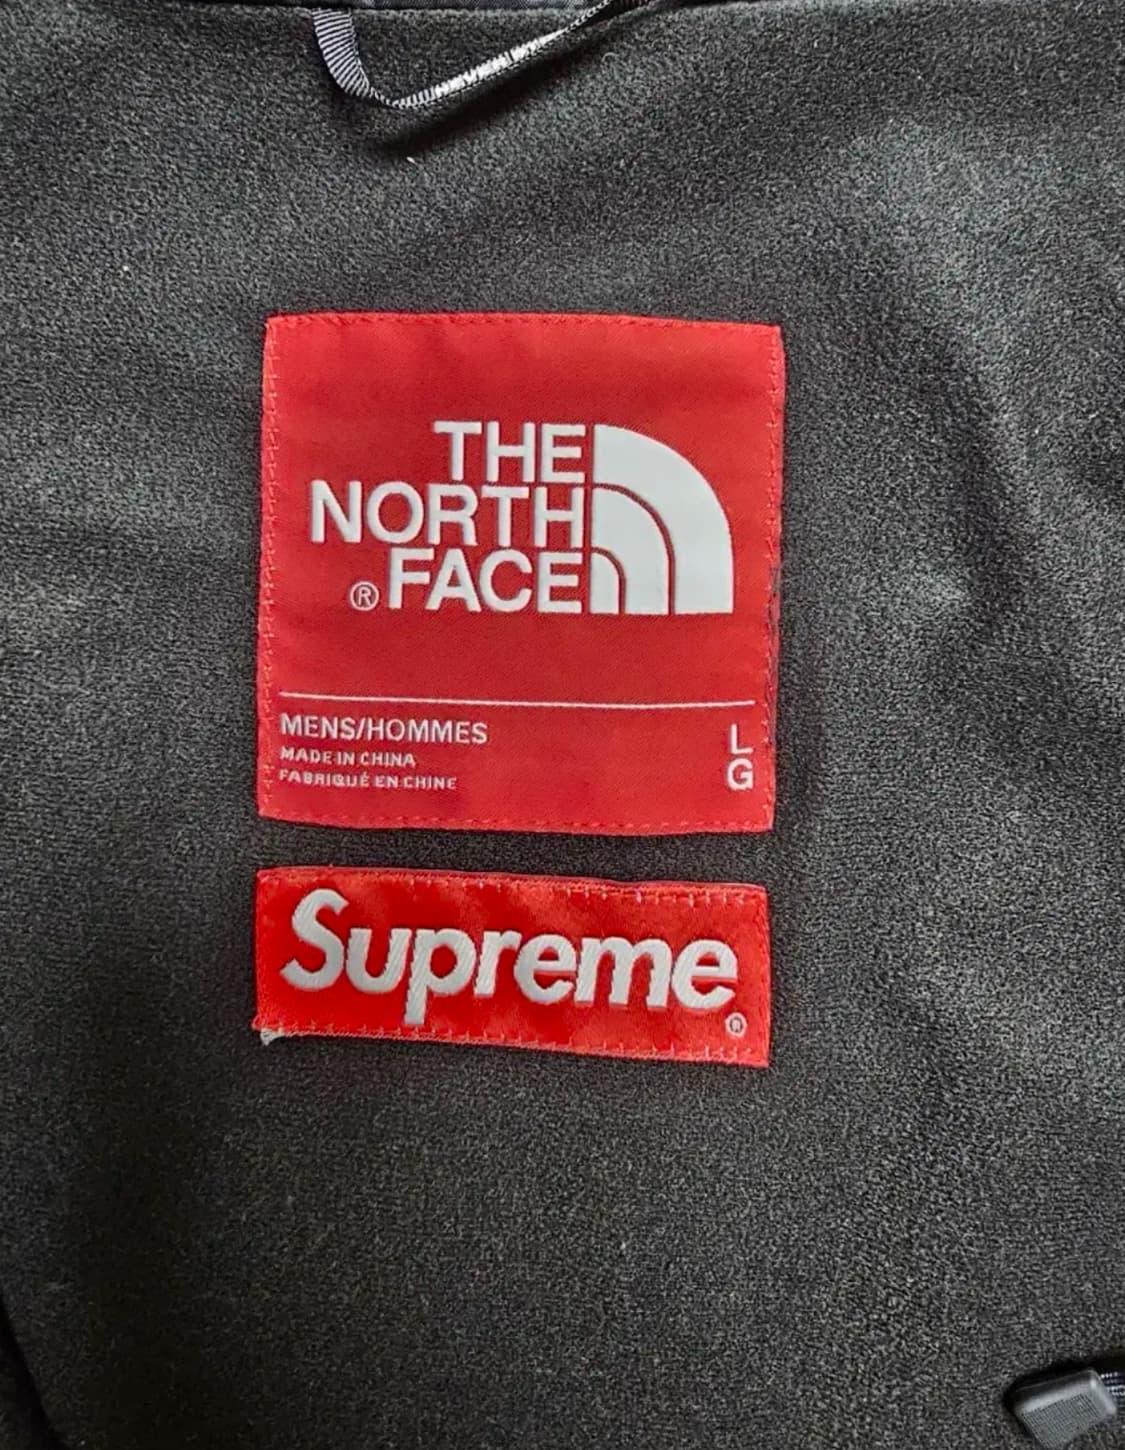 THE
NORTH
® FACE
MENS/HOMMES
MADE IN CHINA
FABRIQUÉ EN CHINE
L
G
Supreme
®